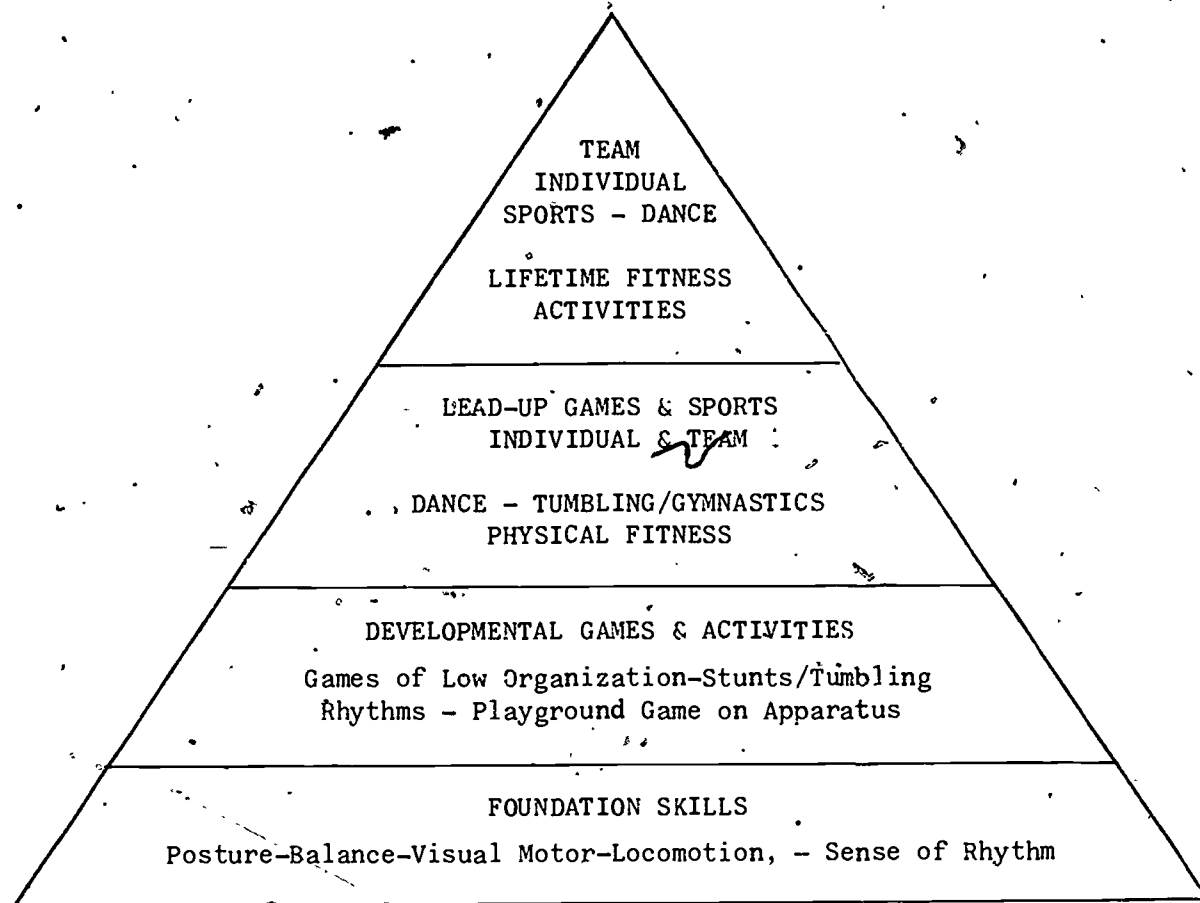 TEAM
INDIVIDUAL
SPORTS - DANCE
LIFETIME FITNESS
ACTIVITIES
LEAD-UP GAMES & SPORTS
INDIVIDUAL & TEAM
DANCE - TUMBLING/GYMNASTICS
PHYSICAL FITNESS
DEVELOPMENTAL GAMES & ACTIVITIES
Games of Low Organization-Stunts/Tumbling
Rhythms - Playground Game on Apparatus
FOUNDATION SKILLS
Posture-Balance-Visual Motor-Locomotion, - Sense of Rhythm